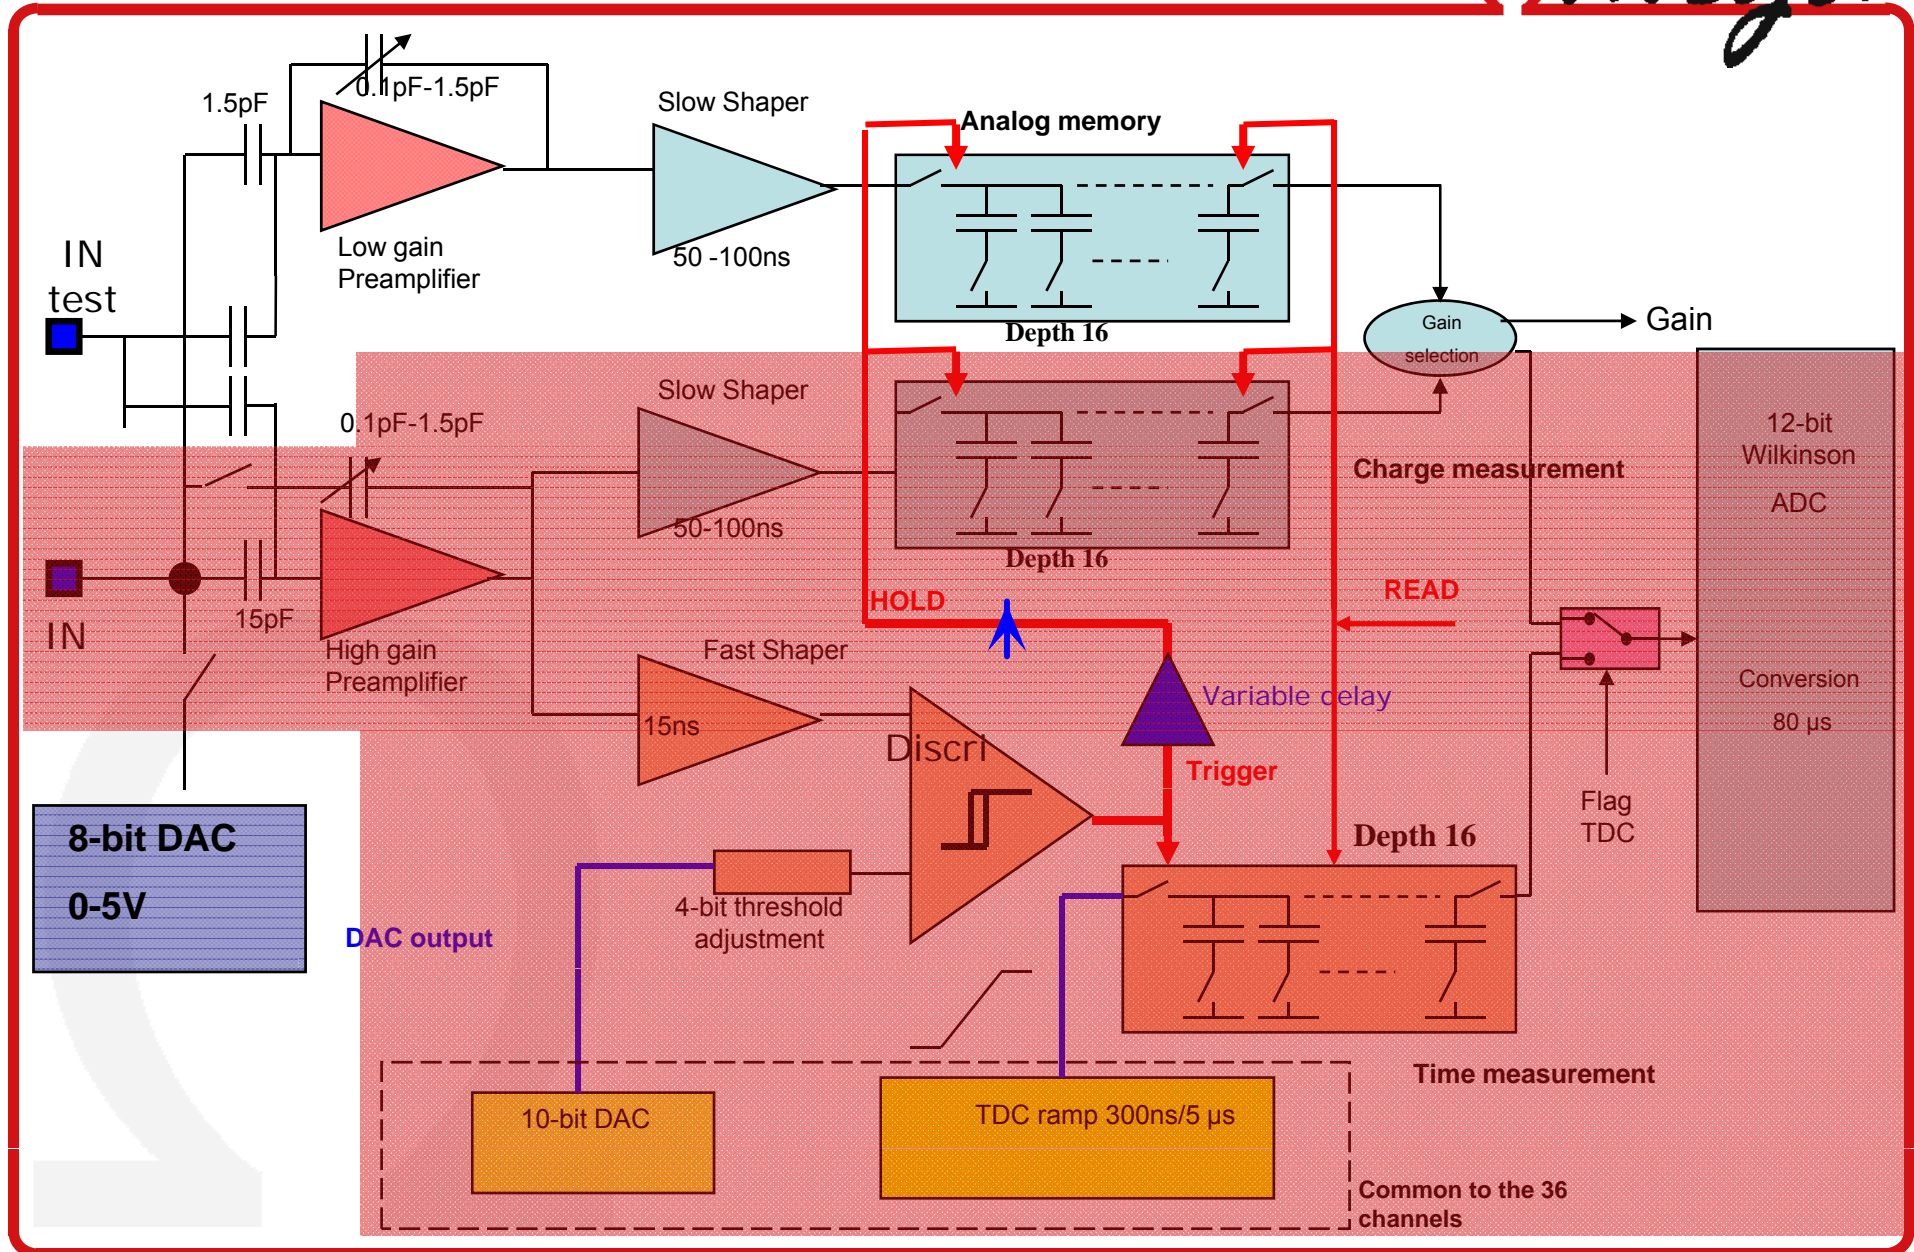 1.5pF
0.1pF-1.5pF
Slow Shaper
Analog memory
Low gain
Preamplifier
50 -100ns
IN
test
Depth 16
Gain
selection
Gain
Slow Shaper
0.1pF-1.5pF
12-bit
Wilkinson
ADC
Charge measurement
50-100ns
Depth 16
HOLD
READ
15pF
IN
High gain
Preamplifier
Fast Shaper
Conversion
80 µs
Variable delay
15ns
Discri
Trigger
Flag
TDC
8-bit DAC
0-5V
Depth 16
4-bit threshold
adjustment
DAC output
Time measurement
10-bit DAC
TDC ramp 300ns/5 µs
Common to the 36
channels